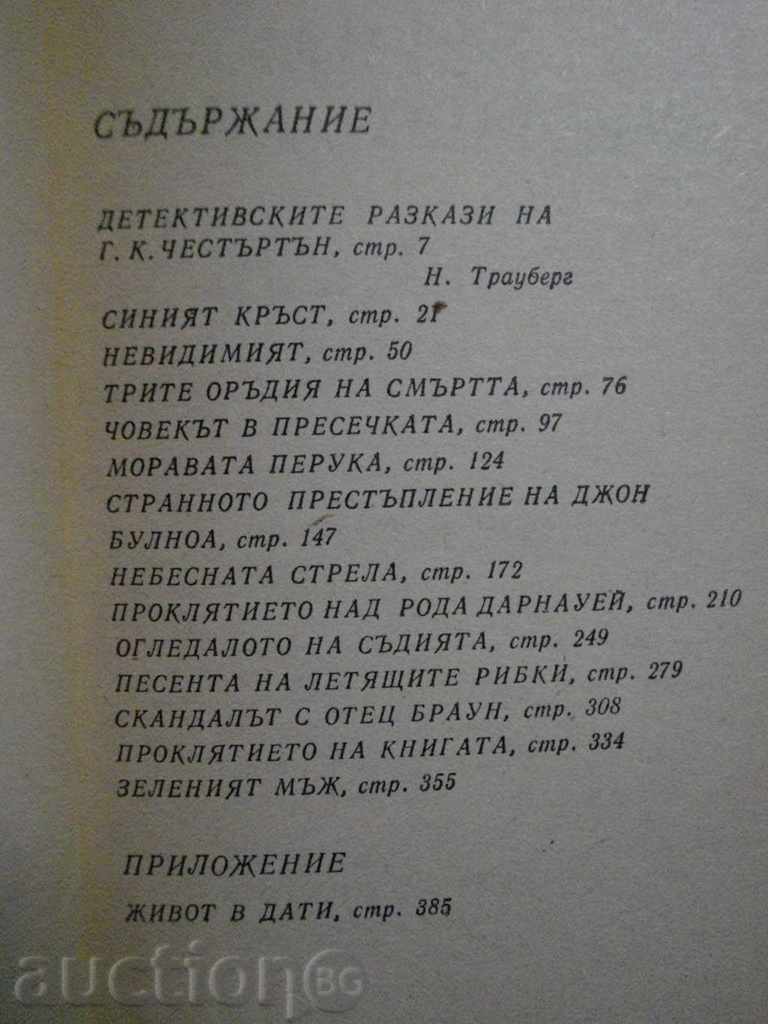 СЪДЪРЖАНИЕ
ДЕТЕКТИВСКИТЕ РАЗКАЗИ НА
Г. К. ЧЕСТЪРТЪН, стр. 7
Н. Трауберг
СИНИЯТ КРЪСТ, стр. 21
НЕВИДИМИЯТ, стр. 50
ТРИТЕ ОРЪДИЯ НА СМЪРТТА, стр. 76
ЧОВЕКЪТ В ПРЕСЕЧКАТА, стр. 97
МОРАВАТА ПЕРУКА, стр. 124
СТРАННОТО ПРЕСТЪПЛЕНИЕ НА ДЖОН
БУЛНОА, стр. 147
НЕБЕСНАТА СТРЕЛА, стр. 172
ПРОКЛЯТИЕТО НАД РОДА ДАРНАУЕЙ, стр. 210
ОГЛЕДАЛОТО НА СЪДИЯТА, стр. 249
ПЕСЕНТА НА ЛЕТЯЩИТЕ РИБКИ, стр. 279
СКАНДАЛЪТ С ОТЕЦ БРАУН, стр. 308
ПРОКЛЯТИЕТО НА КНИГАТА, стр. 334
ЗЕЛЕНИЯТ МЪЖ, стр. 355
ПРИЛОЖЕНИЕ
ЖИВОТ В ДАТИ, стр. 385
auction BG